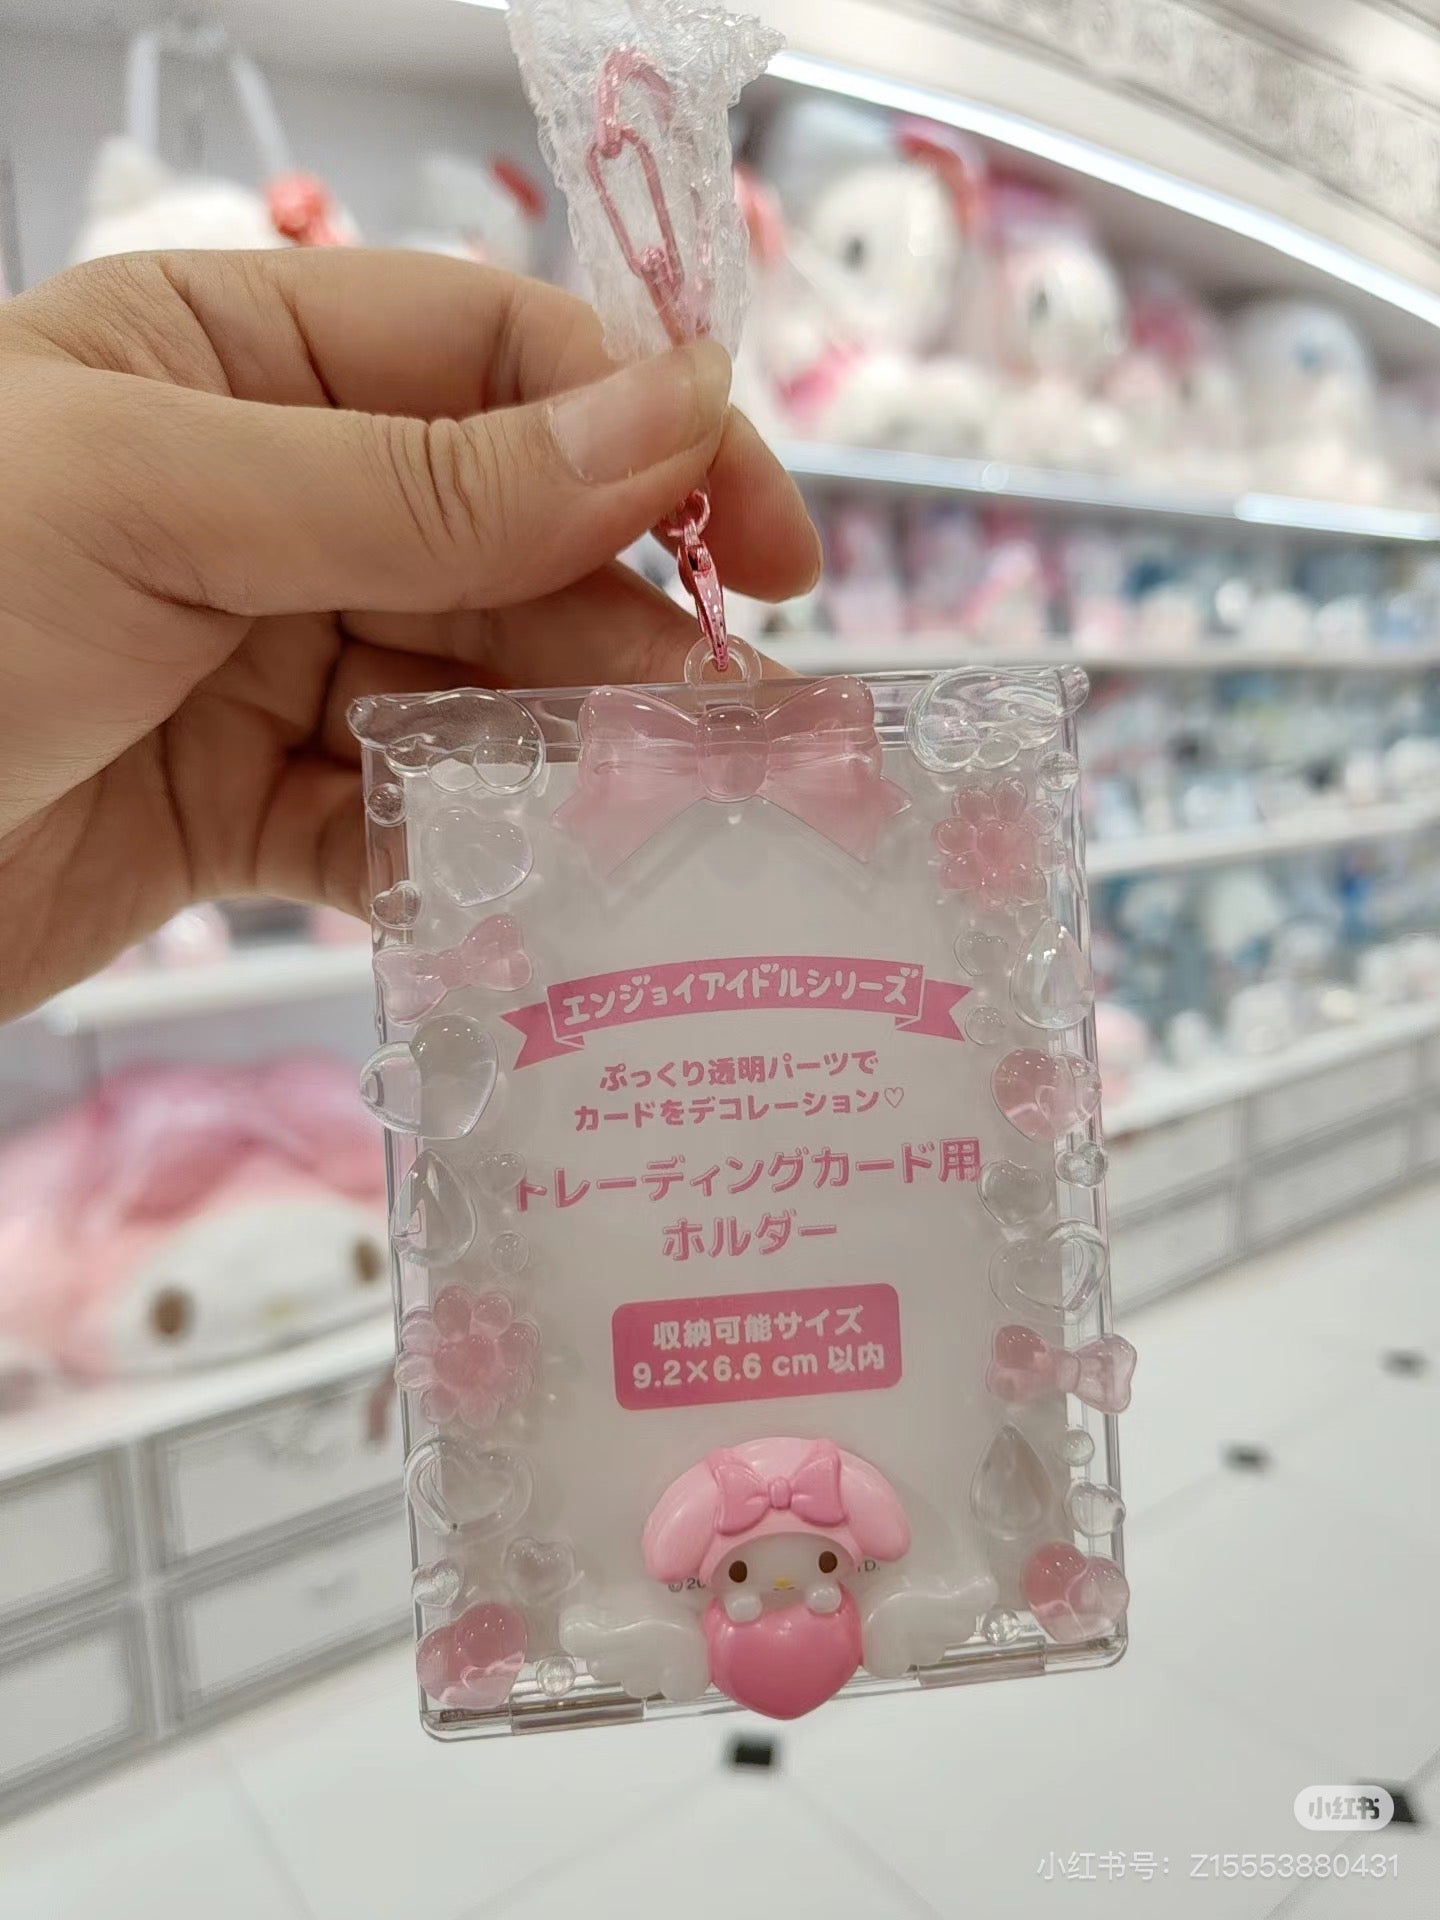 エンジョイアイドルシリーズ
ぷっくり透明パーツで
カードをデコレーション♡
トレーディングカード用
ホルダー
収納可能サイズ
9.2×6.6 cm 以内
小红书
小红书号：Z15553880431